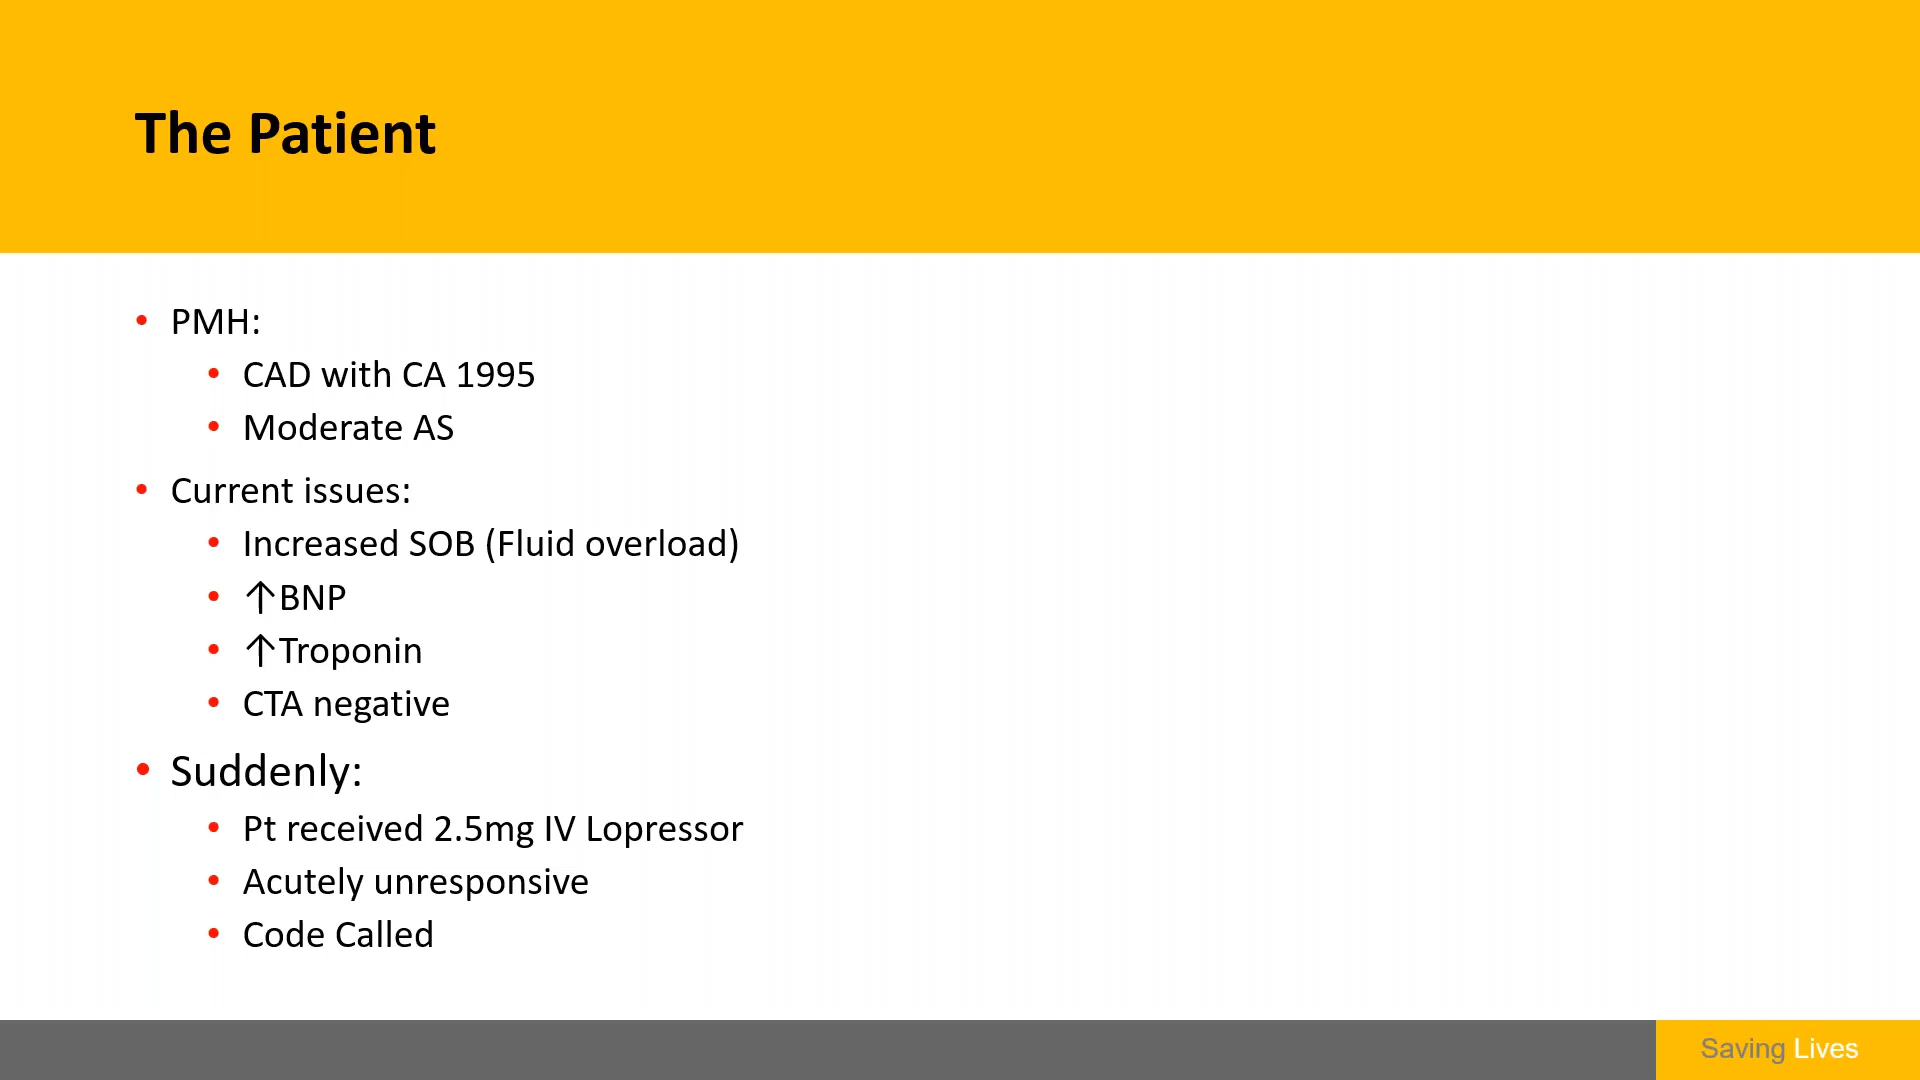 The Patient
• PMH:
• CAD with CA 1995
• Moderate AS
• Current issues:
• Increased SOB (Fluid overload)
• ↑BNP
• ↑Troponin
• CTA negative
• Suddenly:
• Pt received 2.5mg IV Lopressor
• Acutely unresponsive
• Code Called
Saving Lives